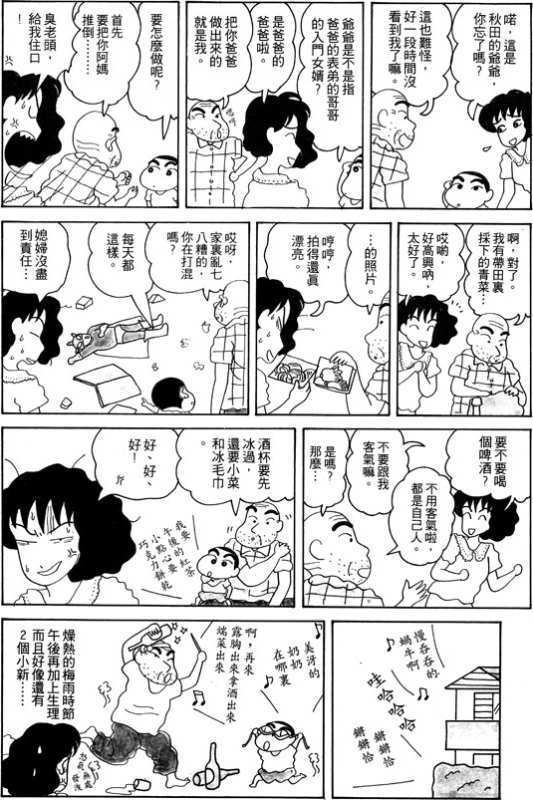 喏，這是
秋田的爺爺，
你忘了嗎？
這也難怪，
好一段時間沒
看到我了嘛。
爺爺是不是指
爸爸的表弟的哥哥
的入門女婿？
是爸爸的
爸爸啦。
把你爸爸
做出來的
就是我。
要怎麼做呢？
首先
要把你阿媽
推倒………
臭老頭，
給我住口
！
啊，對了。
我有帶田裏
採下的青菜…
哎喲，
好高興吶，
太好了。
…的照片。
哼哼，
拍得還真
漂亮。
哎呀，
家裏亂七
八糟的，
你在打混
嗎？
每天都
這樣。
媳婦沒盡
到責任…
要不要喝
個啤酒？
不用客氣啦，
都是自己人。
不要跟我
客氣嘛。
是嗎？
那麼…
酒杯要先
冰過，
還要小菜
和冰毛巾
。
我要
午後的紅茶
小點心要
巧克力餅乾
好、好、
好！
慢吞吞的
蝸牛啊
哇哈哈哈
鏘鏘恰
鏘鏘恰
美沙的
奶奶
在哪裏
啊，再來
露胸出來拿酒出來
端菜出來
燥熱的梅雨時節
午後再加上生理
而且好像還有
２個小新……